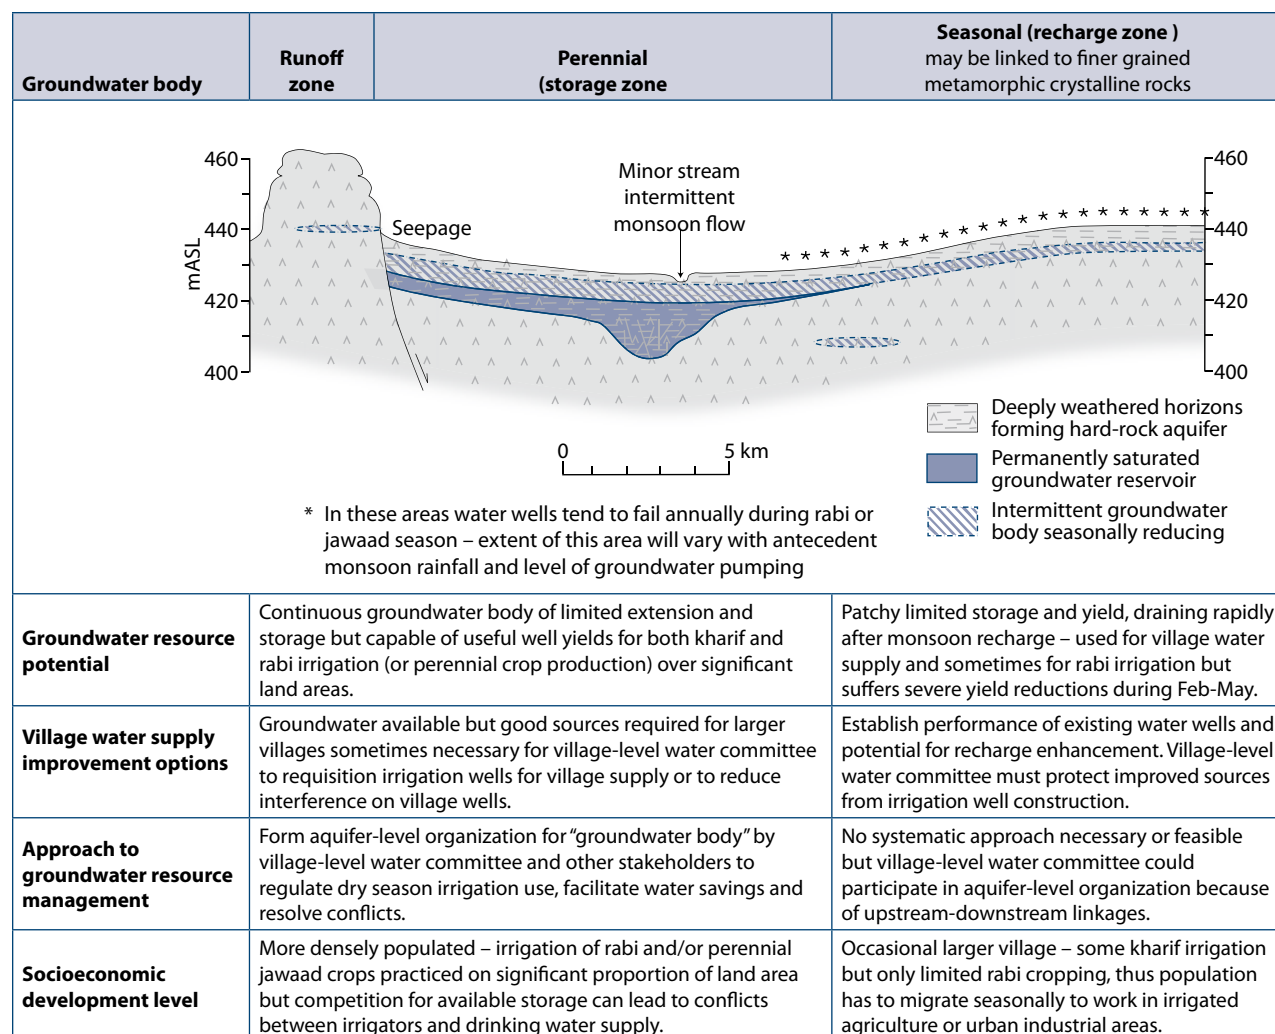 Groundwater body
Runoff
zone
Perennial
(storage zone
Seasonal (recharge zone )
may be linked to finer grained
metamorphic crystalline rocks
460
440
420
400
mASL
Seepage
Minor stream
intermittent
monsoon flow
* * * * * * * * * * * * * * * * * * * * * *
460
440
420
400
0 5 km
Deeply weathered horizons
forming hard-rock aquifer
Permanently saturated
groundwater reservoir
Intermittent groundwater
body seasonally reducing
* In these areas water wells tend to fail annually during rabi or
jawaad season – extent of this area will vary with antecedent
monsoon rainfall and level of groundwater pumping
Groundwater resource
potential
Continuous groundwater body of limited extension and
storage but capable of useful well yields for both kharif and
rabi irrigation (or perennial crop production) over significant
land areas.
Patchy limited storage and yield, draining rapidly
after monsoon recharge – used for village water
supply and sometimes for rabi irrigation but
suffers severe yield reductions during Feb-May.
Village water supply
improvement options
Groundwater available but good sources required for larger
villages sometimes necessary for village-level water committee
to requisition irrigation wells for village supply or to reduce
interference on village wells.
Establish performance of existing water wells and
potential for recharge enhancement. Village-level
water committee must protect improved sources
from irrigation well construction.
Approach to
groundwater resource
management
Form aquifer-level organization for “groundwater body” by
village-level water committee and other stakeholders to
regulate dry season irrigation use, facilitate water savings and
resolve conflicts.
No systematic approach necessary or feasible
but village-level water committee could
participate in aquifer-level organization because
of upstream-downstream linkages.
Socioeconomic
development level
More densely populated – irrigation of rabi and/or perennial
jawaad crops practiced on significant proportion of land area
but competition for available storage can lead to conflicts
between irrigators and drinking water supply.
Occasional larger village – some kharif irrigation
but only limited rabi cropping, thus population
has to migrate seasonally to work in irrigated
agriculture or urban industrial areas.